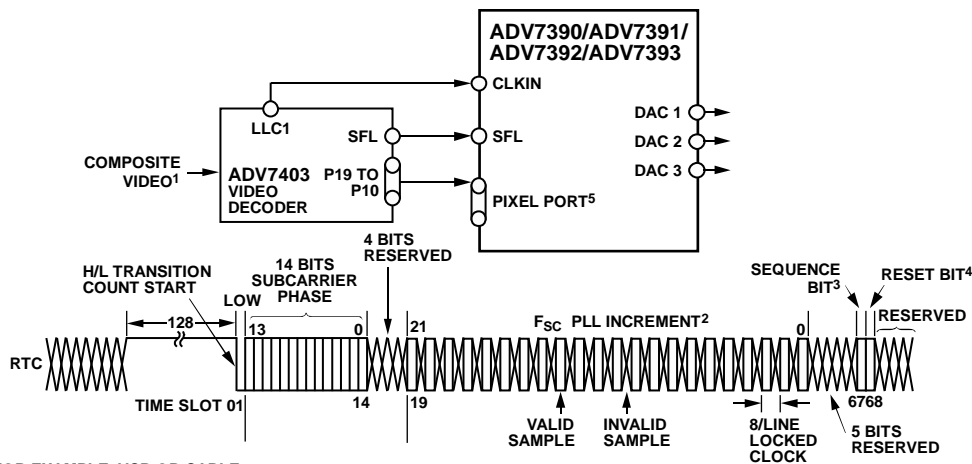 ADV7390/ADV7391/
ADV7392/ADV7393
CLKIN
LLC1
DAC 1
SFL
SFL
DAC 2
COMPOSITE
VIDEO1
ADV7403
VIDEO
DECODER
P19 TO
P10
DAC 3
PIXEL PORT5
H/L TRANSITION
COUNT START
LOW
14 BITS
SUBCARRIER
PHASE
4 BITS
RESERVED
SEQUENCE
BIT3
RESET BIT4
RESERVED
128
13
0
21
FSC PLL INCREMENT2
0
RTC
TIME SLOT 01
14
19
VALID
SAMPLE
INVALID
SAMPLE
8/LINE
LOCKED
CLOCK
6768
5 BITS
RESERVED